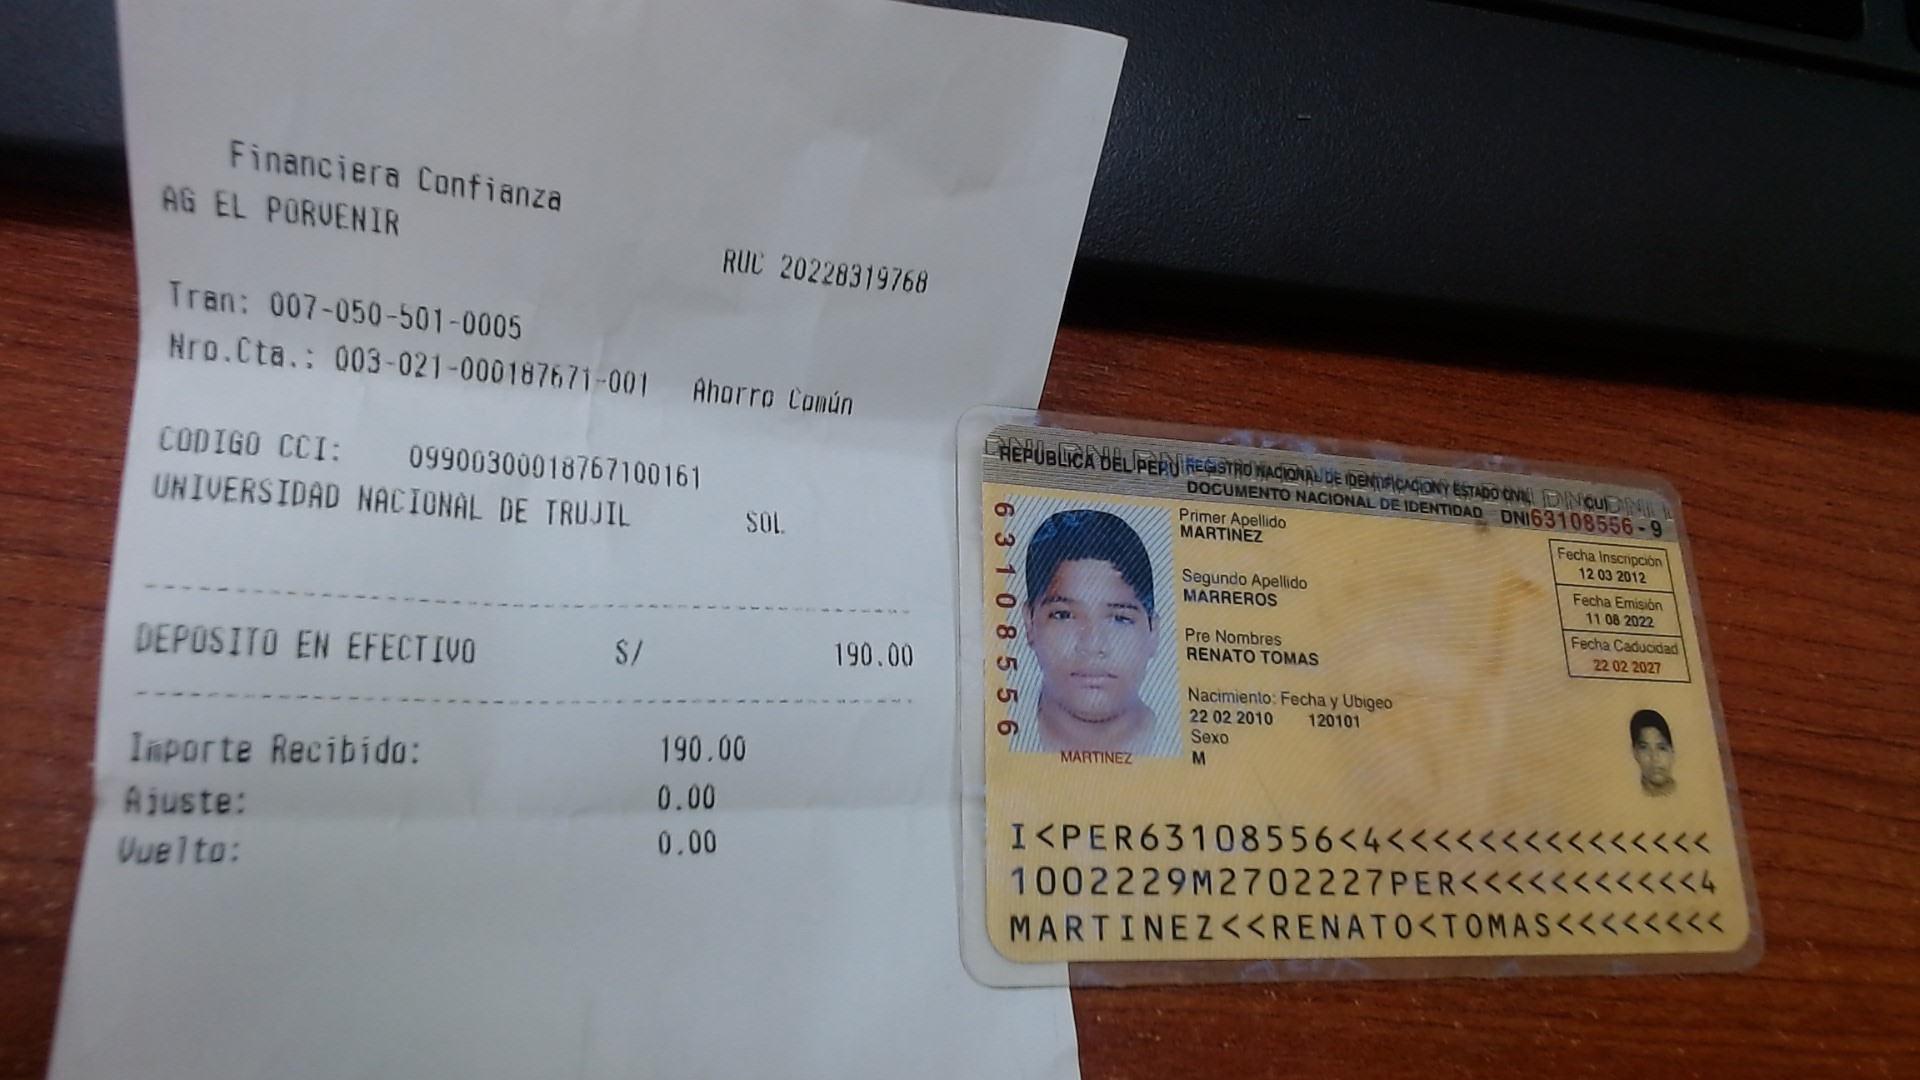 Financiera Confianza
AG EL PORVENIR
RUC 20228319768
Tran: 007-050-501-0005
Nro.Cta.: 003-021-000187671-001 Ahorro Común
CODIGO CCI: 09900300018767100161
UNIVERSIDAD NACIONAL DE TRUJIL SOL
DEPOSITO EN EFECTIVO S/ 190.00
Importe Recibido: 190.00
Ajuste: 0.00
Vuelto: 0.00
REPUBLICA DEL PERU REGISTRO NACIONAL DE IDENTIFICACION Y ESTADO CIVIL CUI
DOCUMENTO NACIONAL DE IDENTIDAD DNI 63108556 - 9
63108556
Primer Apellido
MARTINEZ
Segundo Apellido
MARREROS
Pre Nombres
RENATO TOMAS
Nacimiento: Fecha y Ubigeo
22 02 2010 120101
Sexo
M
Fecha Inscripción
12 03 2012
Fecha Emisión
11 08 2022
Fecha Caducidad
22 02 2027
MARTINEZ
I<PER63108556<4<<<<<<<<<<<<<<<
1002229M2702227PER<<<<<<<<<<<4
MARTINEZ<<RENATO<TOMAS<<<<<<<<